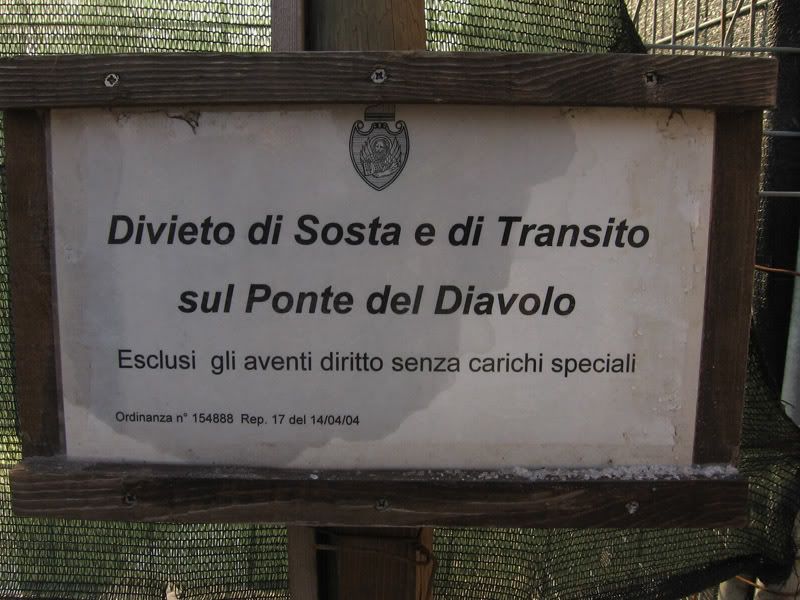 Divieto di Sosta e di Transito
sul Ponte del Diavolo
Esclusi gli aventi diritto senza carichi speciali
Ordinanza n° 154888 Rep. 17 del 14/04/04